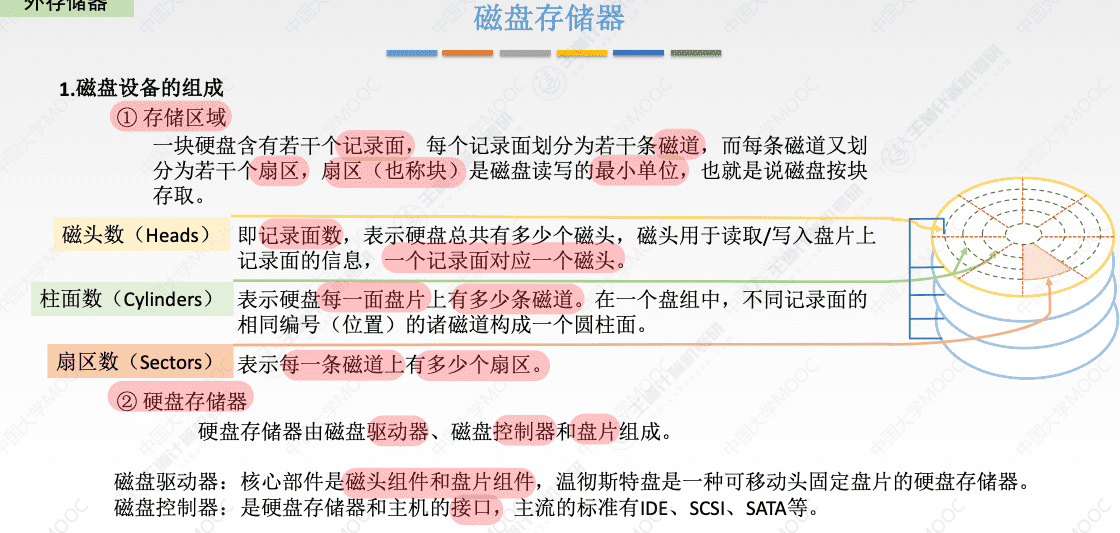 外存储器
磁盘存储器
1.磁盘设备的组成
① 存储区域
一块硬盘含有若干个记录面，每个记录面划分为若干条磁道，而每条磁道又划
分为若干个扇区，扇区（也称块）是磁盘读写的最小单位，也就是说磁盘按块
存取。
磁头数（Heads） 即记录面数，表示硬盘总共有多少个磁头，磁头用于读取/写入盘片上
记录面的信息，一个记录面对应一个磁头。
柱面数（Cylinders） 表示硬盘每一面盘片上有多少条磁道。在一个盘组中，不同记录面的
相同编号（位置）的诸磁道构成一个圆柱面。
扇区数（Sectors） 表示每一条磁道上有多少个扇区。
② 硬盘存储器
硬盘存储器由磁盘驱动器、磁盘控制器和盘片组成。
磁盘驱动器：核心部件是磁头组件和盘片组件，温彻斯特盘是一种可移动头固定盘片的硬盘存储器。
磁盘控制器：是硬盘存储器和主机的接口，主流的标准有IDE、SCSI、SATA等。